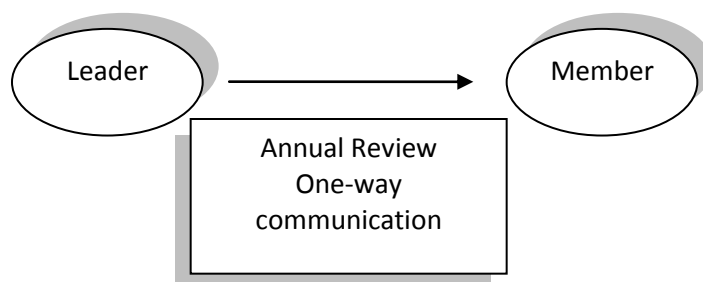 Leader
Member
Annual Review
One-way
communication